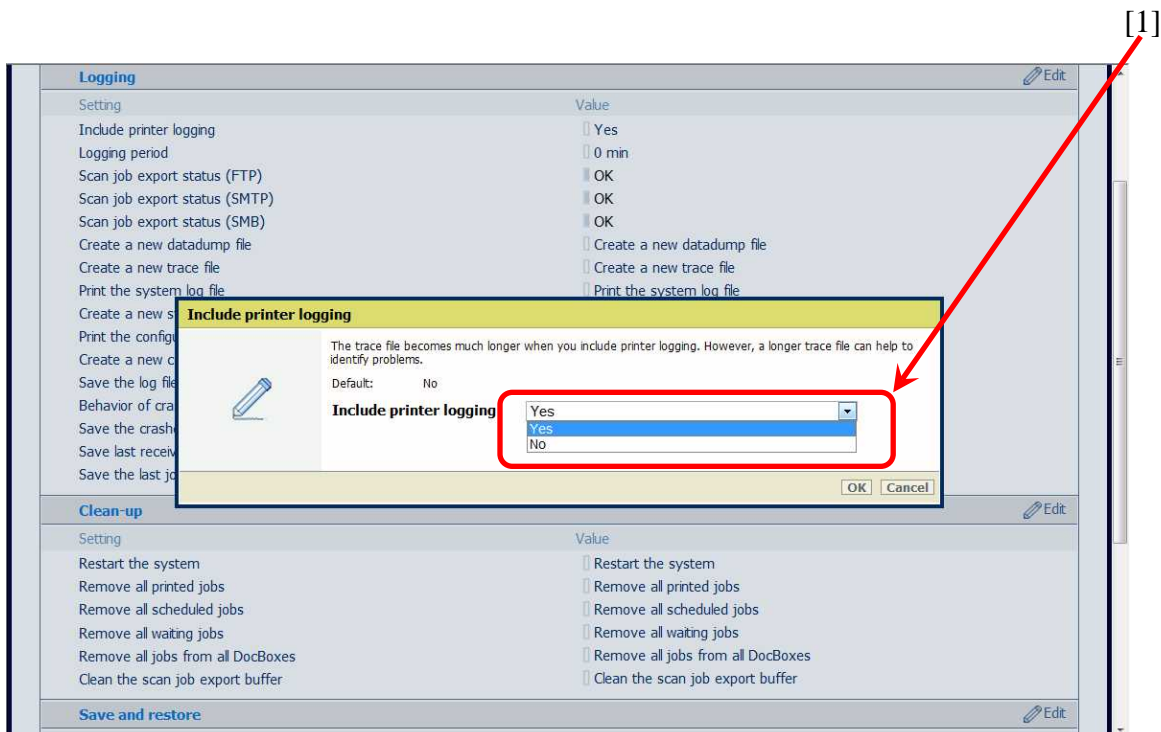 [1]
Logging Edit
Setting Value
Include printer logging Yes
Logging period 0 min
Scan job export status (FTP) OK
Scan job export status (SMTP) OK
Scan job export status (SMB) OK
Create a new datadump file Create a new datadump file
Create a new trace file Create a new trace file
Print the system log file Print the system log file
Create a new s
Include printer logging
Print the configu
The trace file becomes much longer when you include printer logging. However, a longer trace file can help to
identify problems.
Create a new c
Save the log file
Default: No
Behavior of cra
Include printer logging Yes
Yes
No
Save the crashe
Save last receiv
Save the last jo
OK Cancel
Clean-up Edit
Setting Value
Restart the system Restart the system
Remove all printed jobs Remove all printed jobs
Remove all scheduled jobs Remove all scheduled jobs
Remove all waiting jobs Remove all waiting jobs
Remove all jobs from all DocBoxes Remove all jobs from all DocBoxes
Clean the scan job export buffer Clean the scan job export buffer
Save and restore Edit